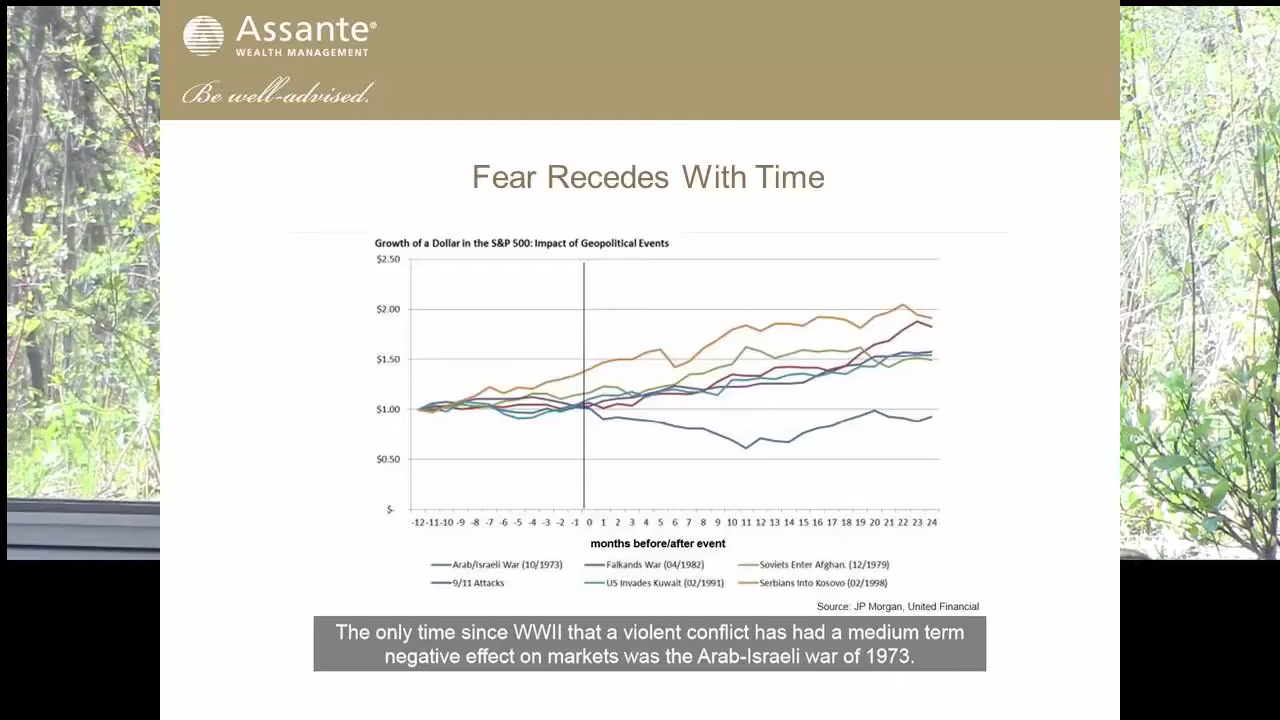 Assante®
WEALTH MANAGEMENT
Be well-advised.
Fear Recedes With Time
Growth of a Dollar in the S&P 500: Impact of Geopolitical Events
$2.50
$2.00
$1.50
$1.00
$0.50
$-
-12 -11 -10 -9 -8 -7 -6 -5 -4 -3 -2 -1 0 1 2 3 4 5 6 7 8 9 10 11 12 13 14 15 16 17 18 19 20 21 22 23 24
months before/after event
Arab/Israeli War (10/1973) Falkands War (04/1982) Soviets Enter Afghan. (12/1979)
9/11 Attacks US Invades Kuwait (02/1991) Serbians Into Kosovo (02/1998)
Source: JP Morgan, United Financial
The only time since WWII that a violent conflict has had a medium term
negative effect on markets was the Arab-Israeli war of 1973.